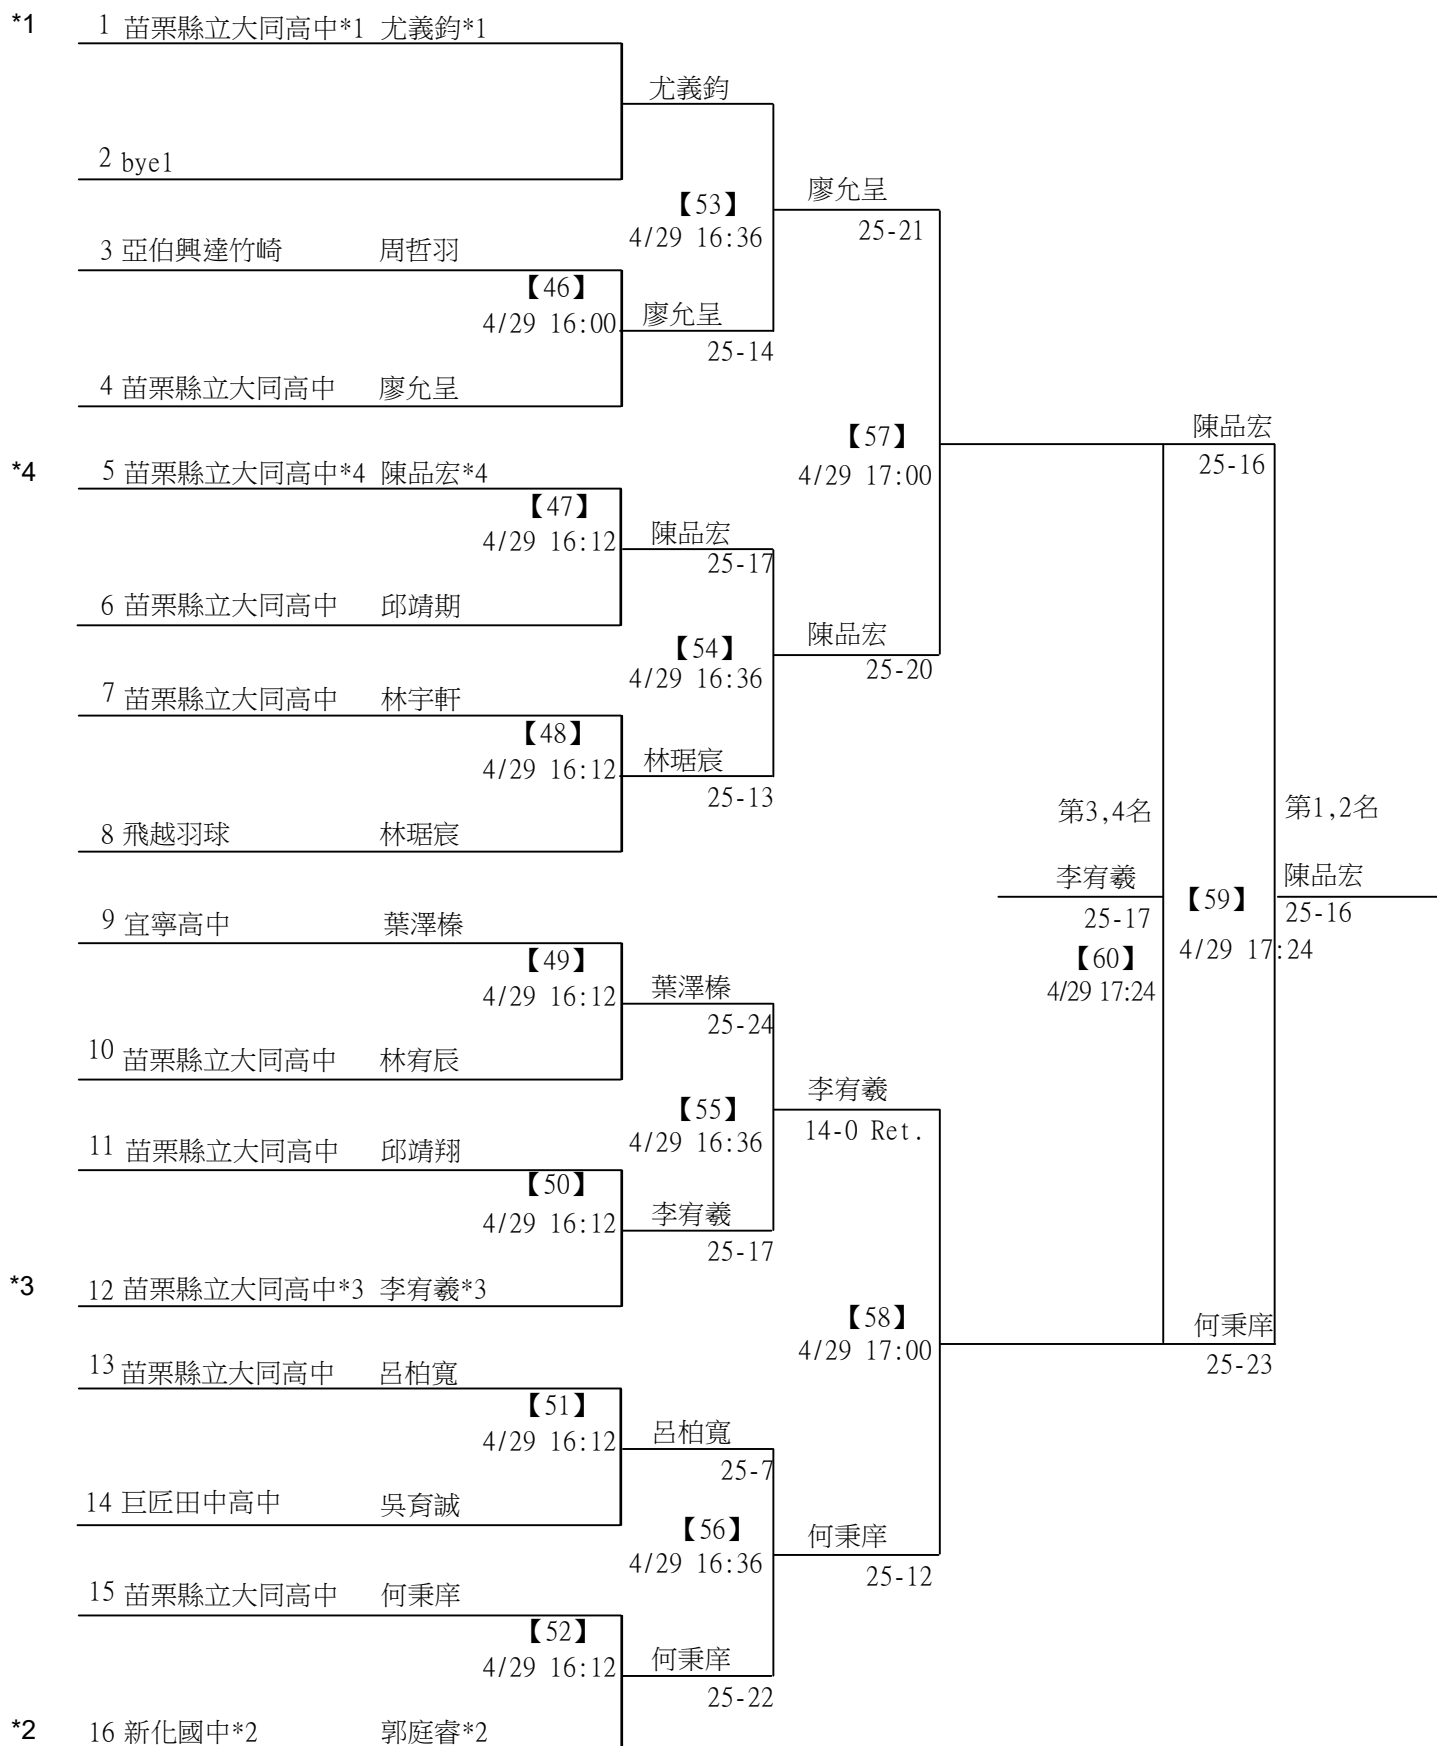 *1 1 苗栗縣立大同高中*1 尤義鈞*1
尤義鈞
2 bye1
廖允呈
【53】
25-21
4/29 16:36
3 亞伯興達竹崎 周哲羽
【46】
廖允呈
4/29 16:00
25-14
4 苗栗縣立大同高中 廖允呈
陳品宏
【57】
25-16
*4 5 苗栗縣立大同高中*4 陳品宏*4
4/29 17:00
【47】
陳品宏
4/29 16:12
25-17
6 苗栗縣立大同高中 邱靖期
陳品宏
【54】
25-20
4/29 16:36
7 苗栗縣立大同高中 林宇軒
【48】
林琚宸
4/29 16:12
25-13
第3,4名 第1,2名
8 飛越羽球 林琚宸
李宥羲 陳品宏
【59】
25-17 25-16
9 宜寧高中 葉澤榛
4/29 17:24
【49】 【60】
葉澤榛
4/29 16:12 4/29 17:24
25-24
10 苗栗縣立大同高中 林宥辰
李宥羲
【55】
14-0 Ret.
4/29 16:36
11 苗栗縣立大同高中 邱靖翔
【50】
李宥羲
4/29 16:12
25-17
*3 12 苗栗縣立大同高中*3 李宥羲*3
【58】
何秉庠
4/29 17:00
25-23
13 苗栗縣立大同高中 呂柏寬
【51】
呂柏寬
4/29 16:12
25-7
14 巨匠田中高中 吳育誠
【56】
何秉庠
4/29 16:36
25-12
15 苗栗縣立大同高中 何秉庠
【52】
何秉庠
4/29 16:12
25-22
*2 16 新化國中*2 郭庭睿*2